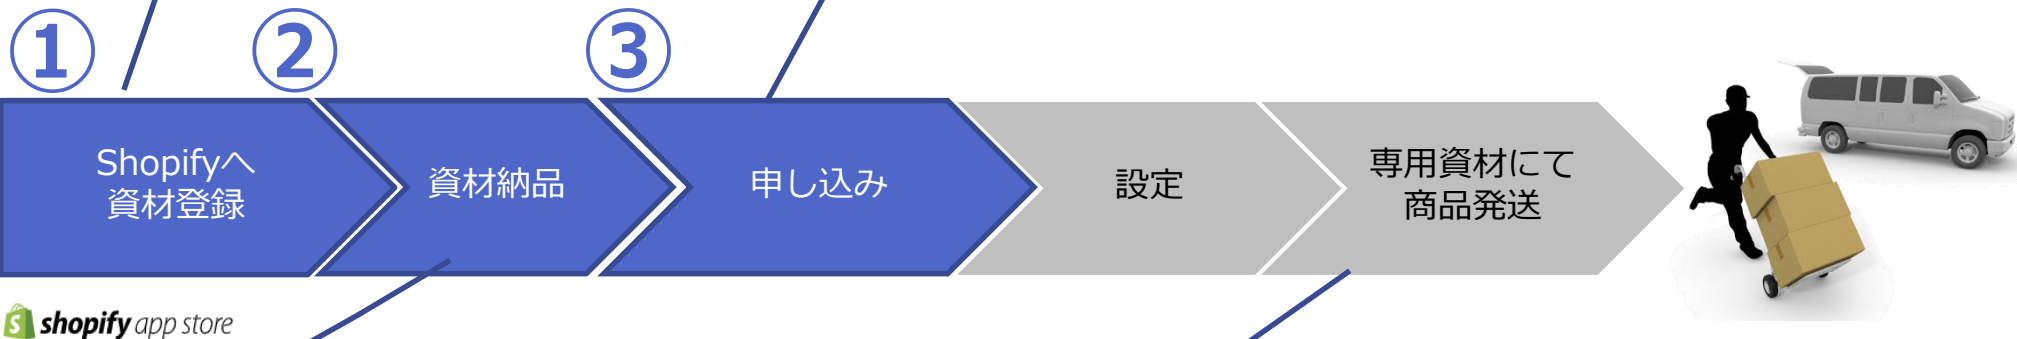 ①
②
③
Shopifyへ
資材登録
資材納品
申し込み
設定
専用資材にて
商品発送
shopify app store